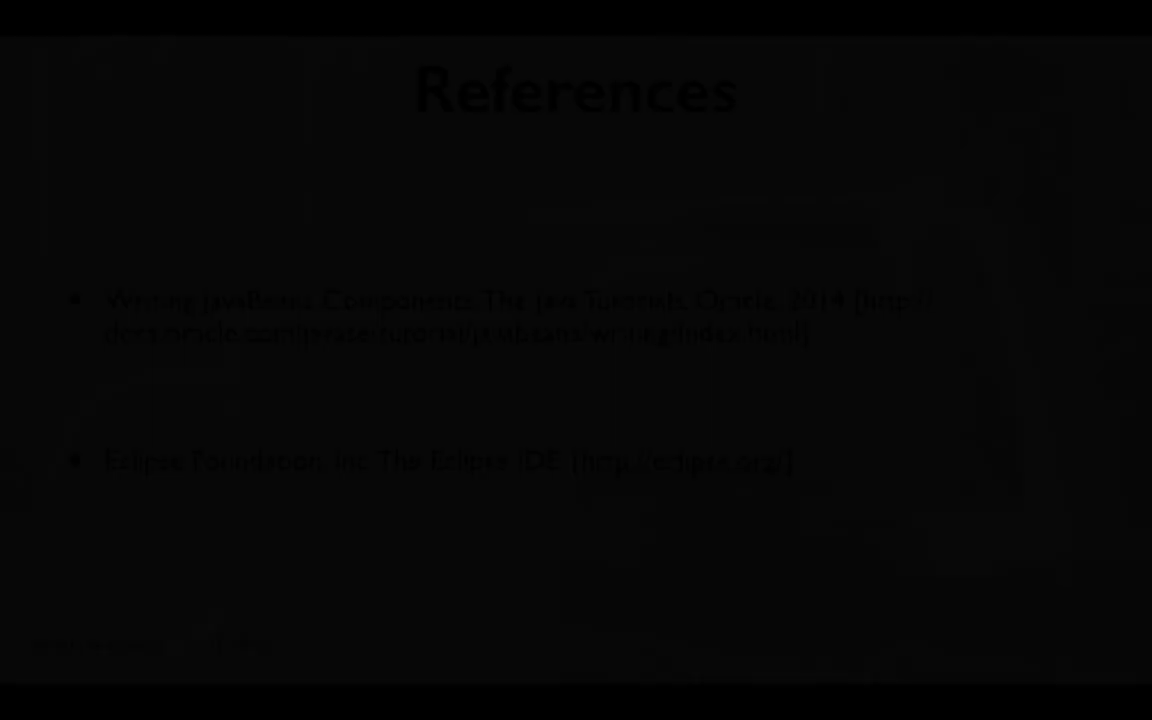 References
• Writing JavaBeans Components. The Java Tutorials. Oracle. 2014 [http://
docs.oracle.com/javase/tutorial/javabeans/writing/index.html]
• Eclipse Foundation, Inc. The Eclipse IDE. [http://eclipse.org/]